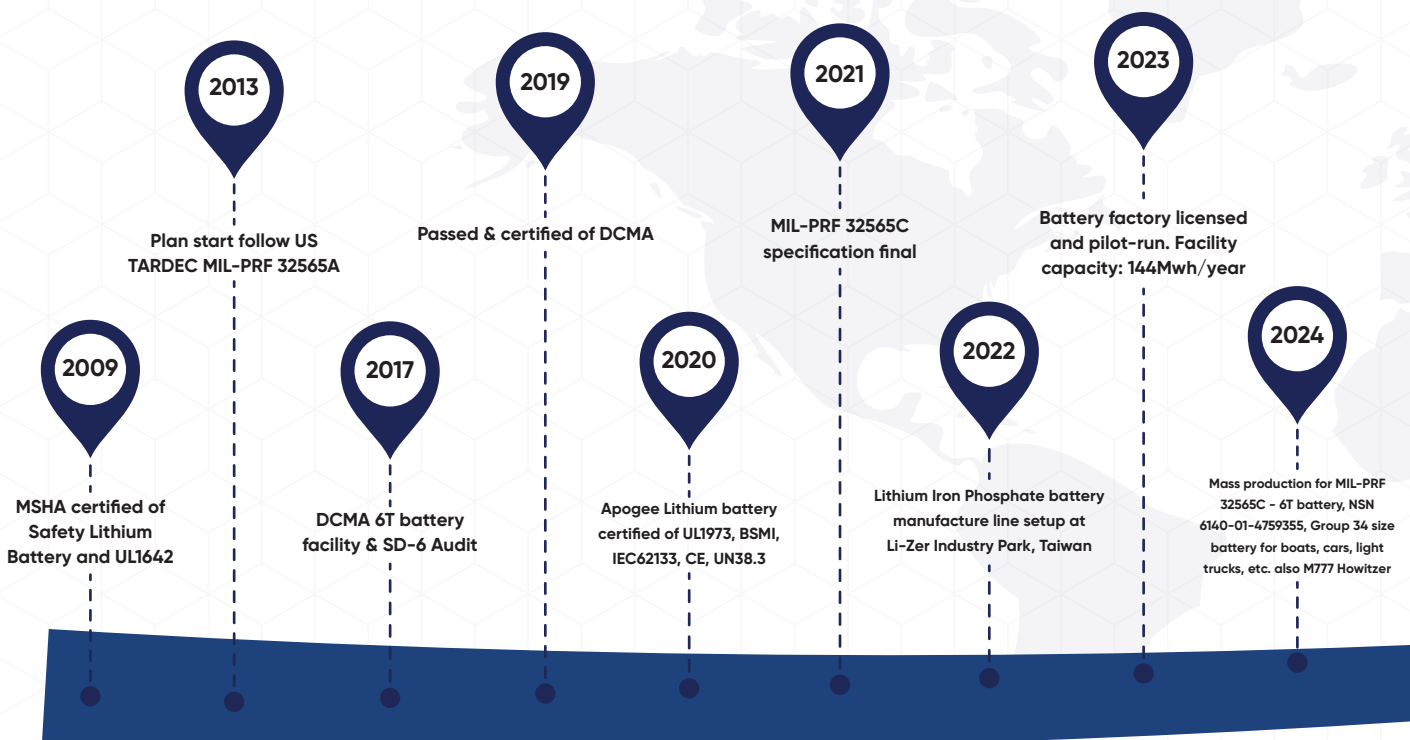 2009
MSHA certified of
Safety Lithium
Battery and UL1642
2013
Plan start follow US
TARDEC MIL-PRF 32565A
2017
DCMA 6T battery
facility & SD-6 Audit
2019
Passed & certified of DCMA
2020
Apogee Lithium battery
certified of UL1973, BSMI,
IEC62133, CE, UN38.3
2021
MIL-PRF 32565C
specification final
2022
Lithium Iron Phosphate battery
manufacture line setup at
Li-Zer Industry Park, Taiwan
2023
Battery factory licensed
and pilot-run. Facility
capacity: 144Mwh/year
2024
Mass production for MIL-PRF
32565C - 6T battery, NSN
6140-01-4759355, Group 34 size
battery for boats, cars, light
trucks, etc. also M777 Howitzer